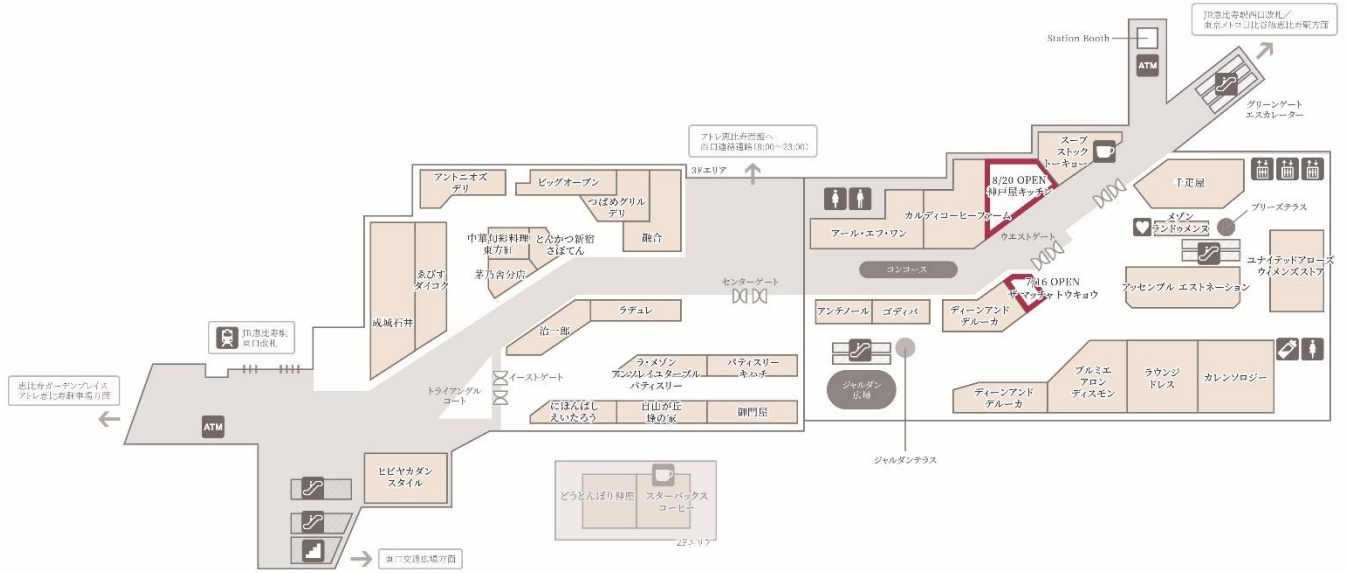 JR恵比寿駅西口改札／
東京メトロ日比谷線恵比寿駅方面
Station Booth
ATM
グリーンゲート
エスカレーター
アトレ恵比寿西館へ
西口連絡通路(8:00〜23:00)
3Fエリア
スープ
ストック
トーキョー
8/20 OPEN
神戸屋キッチン
カルディコーヒーファーム
アール・エフ・ワン
千疋屋
メゾン
ランドゥメンヌ
ブリーズテラス
ユナイテッドアローズ
ウィメンズストア
アッセンブル エストネーション
ウエストゲート
コンコース
7/16 OPEN
ザ マッチャ トウキョウ
ディーンアンド
デルーカ
アンテノール
ゴディバ
センターゲート
アントニオズ
デリ
ビッグオープン
つばめグリル
デリ
融合
中華旬彩料理
東方紅
とんかつ新宿
さぼてん
茅乃舎分店
ゑびす
ダイコク
成城石井
ラデュレ
治一郎
JR恵比寿駅
東口改札
恵比寿ガーデンプレイス
アトレ恵比寿駐車場方面
ATM
トライアングル
コート
イーストゲート
ラ・メゾン
アンソレイユターブル
パティスリー
パティスリー
キハチ
にほんばし
えいたろう
白山が丘
蜂の家
御門屋
ジャルダン
広場
ジャルダンテラス
ディーンアンド
デルーカ
プルミエ
アロン
ディスモン
ラウンジ
ドレス
カレンソロジー
ヒビヤカダン
スタイル
どうとんぼり神座
スターバックス
コーヒー
2Fエリア
東口交通広場方面